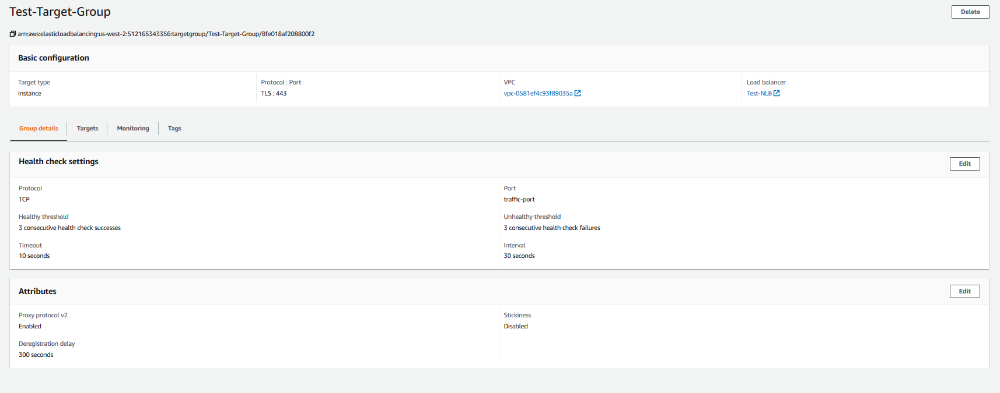 Test-Target-Group
Delete
arn:aws:elasticloadbalancing:us-west-2:512165343356:targetgroup/Test-Target-Group/8fe018af208800f2
Basic configuration
Target type
instance
Protocol : Port
TLS : 443
VPC
vpc-0581ef4c93f89035a
Load balancer
Test-NLB
Group details
Targets
Monitoring
Tags
Health check settings
Edit
Protocol
TCP
Port
traffic-port
Healthy threshold
3 consecutive health check successes
Unhealthy threshold
3 consecutive health check failures
Timeout
10 seconds
Interval
30 seconds
Attributes
Edit
Proxy protocol v2
Enabled
Stickiness
Disabled
Deregistration delay
300 seconds